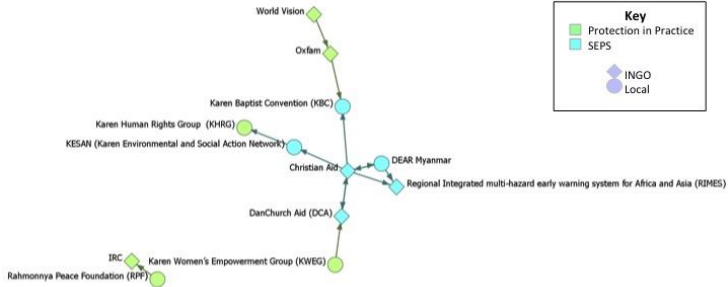 World Vision
Key
Protection in Practice
Oxfam
SEPS
INGO
Local
Karen Baptist Convention (KBC)
Karen Human Rights Group (KHRG)
KESAN (Karen Environmental and Social Action Network)
DEAR Myanmar
Christian Aid
Regional Integrated multi-hazard early warning system for Africa and Asia (RIMES)
DanChurch Aid (DCA)
IRC
Karen Women's Empowerment Group (KWEG)
Rahmonnya Peace Foundation (RPF)